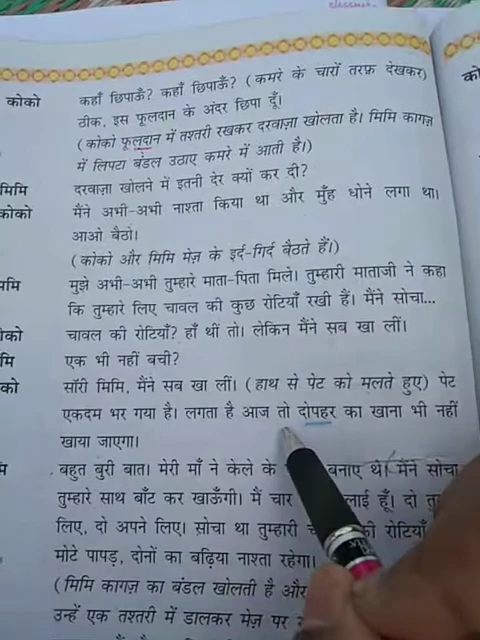 classmate
कोको कहाँ छिपाऊँ? कहाँ छिपाऊँ? (कमरे के चारों तरफ़ देखकर)
ठीक, इस फूलदान के अंदर छिपा दूँ।
(कोको फूलदान में तश्तरी रखकर दरवाज़ा खोलता है। मिमि कागज़
में लिपटा बंडल उठाए कमरे में आती है।)
मिमि दरवाज़ा खोलने में इतनी देर क्यों कर दी?
कोको मैंने अभी-अभी नाश्ता किया था और मुँह धोने लगा था।
आओ बैठो।
(कोको और मिमि मेज़ के इर्द-गिर्द बैठते हैं।)
मुझे अभी-अभी तुम्हारे माता-पिता मिले। तुम्हारी माताजी ने कहा
कि तुम्हारे लिए चावल की कुछ रोटियाँ रखी हैं। मैंने सोचा...
चावल की रोटियाँ? हाँ थीं तो। लेकिन मैंने सब खा लीं।
एक भी नहीं बची?
सॉरी मिमि, मैंने सब खा लीं। (हाथ से पेट को मलते हुए) पेट
एकदम भर गया है। लगता है आज तो दोपहर का खाना भी नहीं
खाया जाएगा।
बहुत बुरी बात। मेरी माँ ने केले के बनाए थे। मैंने सोचा
तुम्हारे साथ बाँट कर खाऊँगी। मैं चार लाई हूँ। दो
लिए, दो अपने लिए। सोचा था तुम्हारी की रोटियाँ
मोटे पापड़, दोनों का बढ़िया नाश्ता रहेगा।
(मिमि कागज़ का बंडल खोलती है और
उन्हें एक तश्तरी में डालकर मेज़ पर